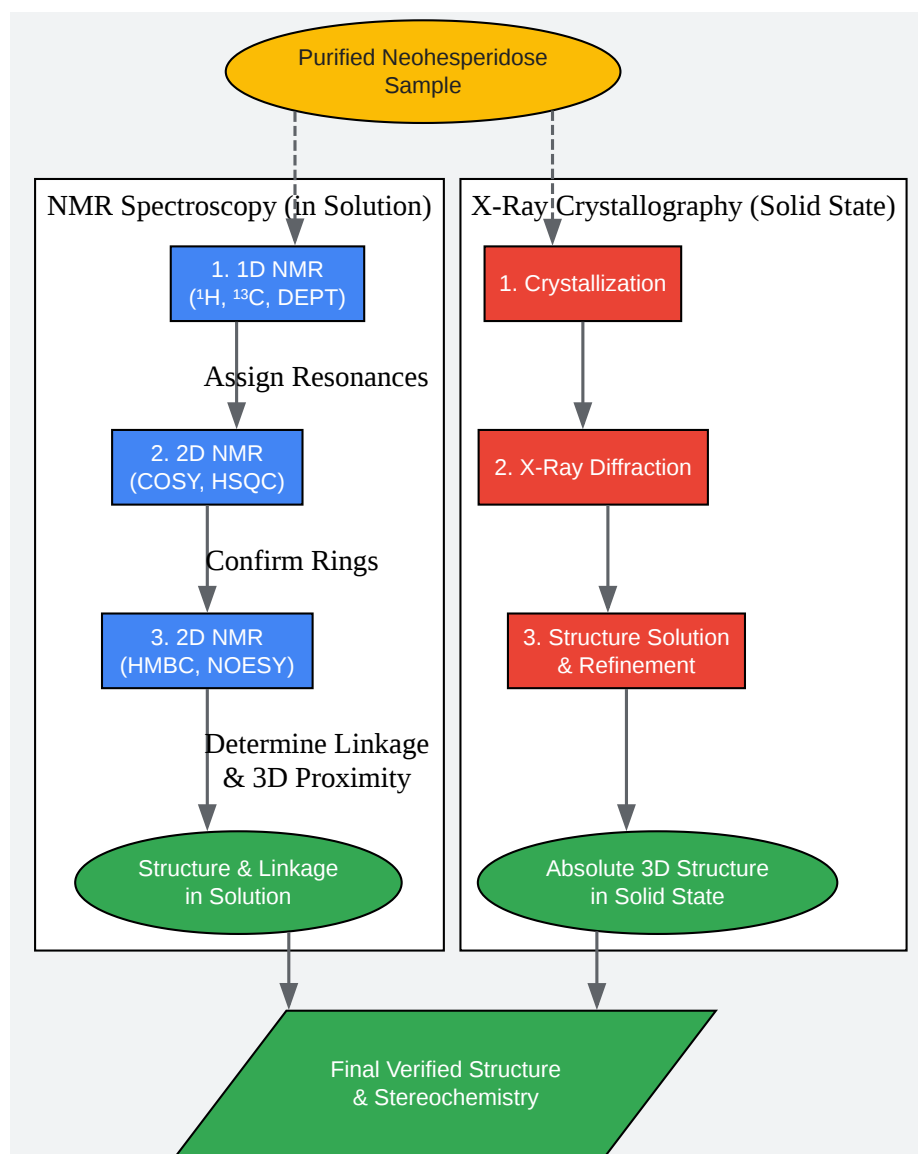 Purified Neohesperidose
Sample
NMR Spectroscopy (in Solution)
1. 1D NMR
(¹H, ¹³C, DEPT)
Assign Resonances
2. 2D NMR
(COSY, HSQC)
Confirm Rings
3. 2D NMR
(HMBC, NOESY)
Determine Linkage
& 3D Proximity
Structure & Linkage
in Solution
X-Ray Crystallography (Solid State)
1. Crystallization
2. X-Ray Diffraction
3. Structure Solution
& Refinement
Absolute 3D Structure
in Solid State
Final Verified Structure
& Stereochemistry